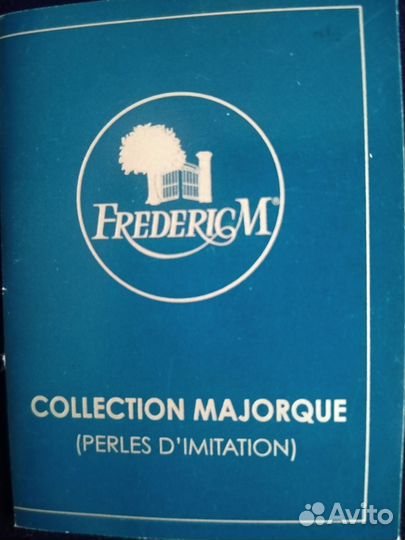 FREDERIC M®
COLLECTION MAJORQUE
(PERLES D'IMITATION)
Avito